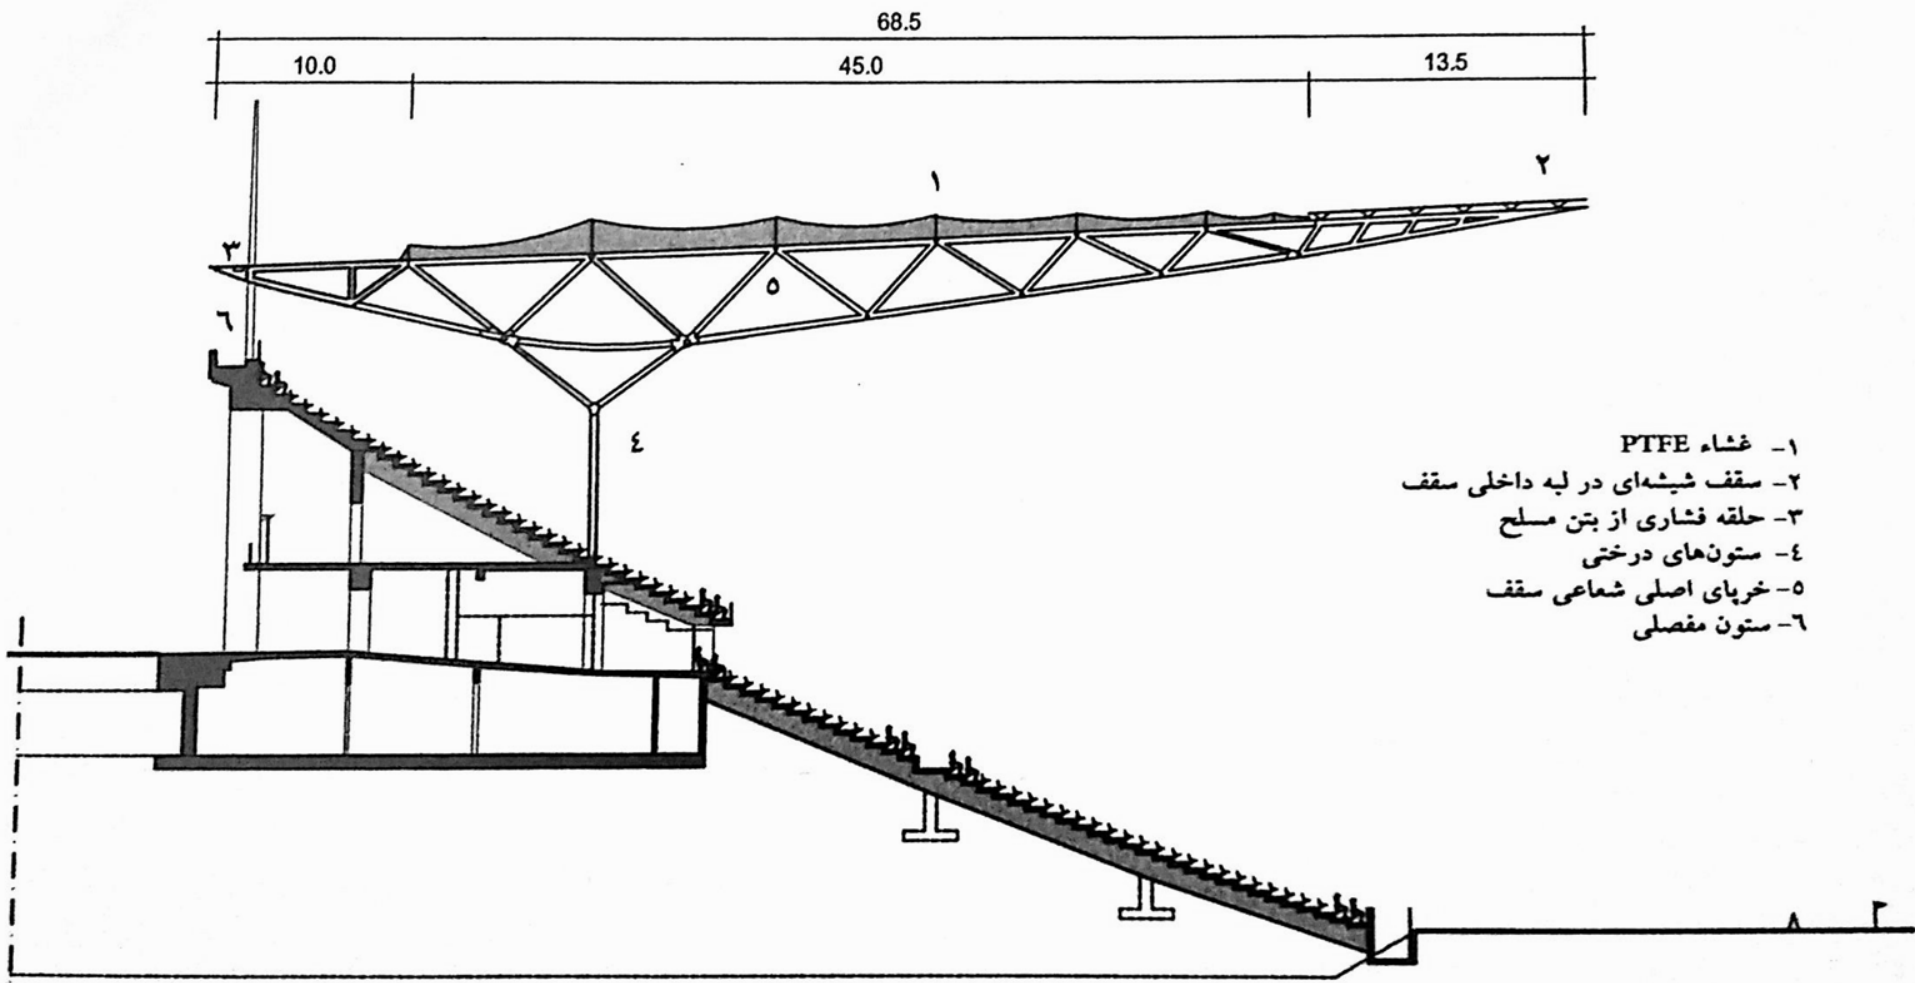 68.5
10.0 45.0 13.5
۱
۲
۳
۵
۶
٤
۱- غشاء PTFE
۲- سقف شیشه‌ای در لبه داخلی سقف
۳- حلقه فشاری از بتن مسلح
٤- ستون‌های درختی
۵- خرپای اصلی شعاعی سقف
٦- ستون مفصلی